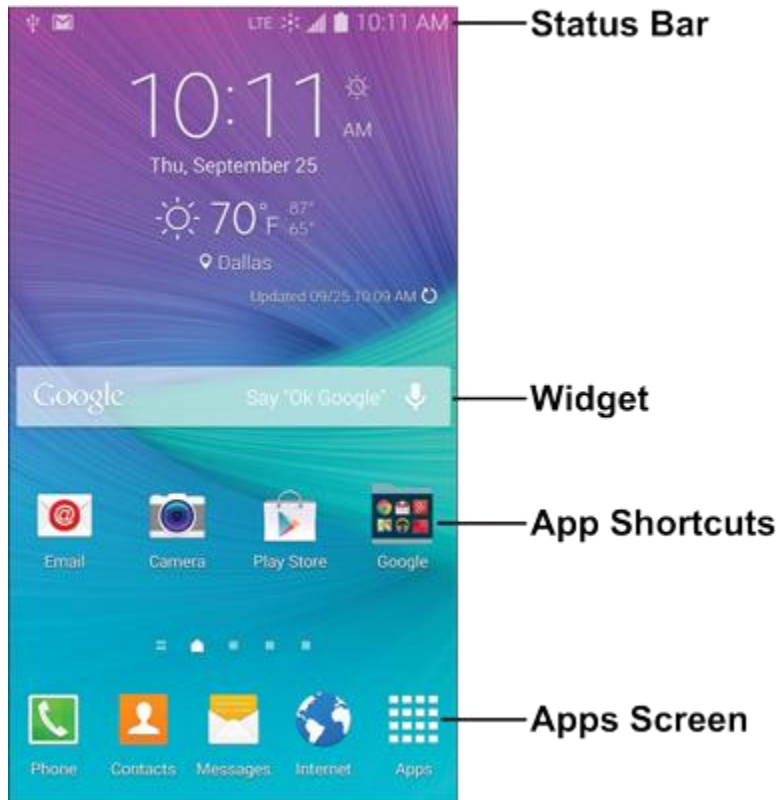 LTE 10:11 AM Status Bar
10:11
AM
Thu, September 25
70°F 87°
65°
Dallas
Updated 09/25 10:09 AM
Google Say "Ok Google" Widget
App Shortcuts
Email Camera Play Store Google
Apps Screen
Phone Contacts Messages Internet Apps